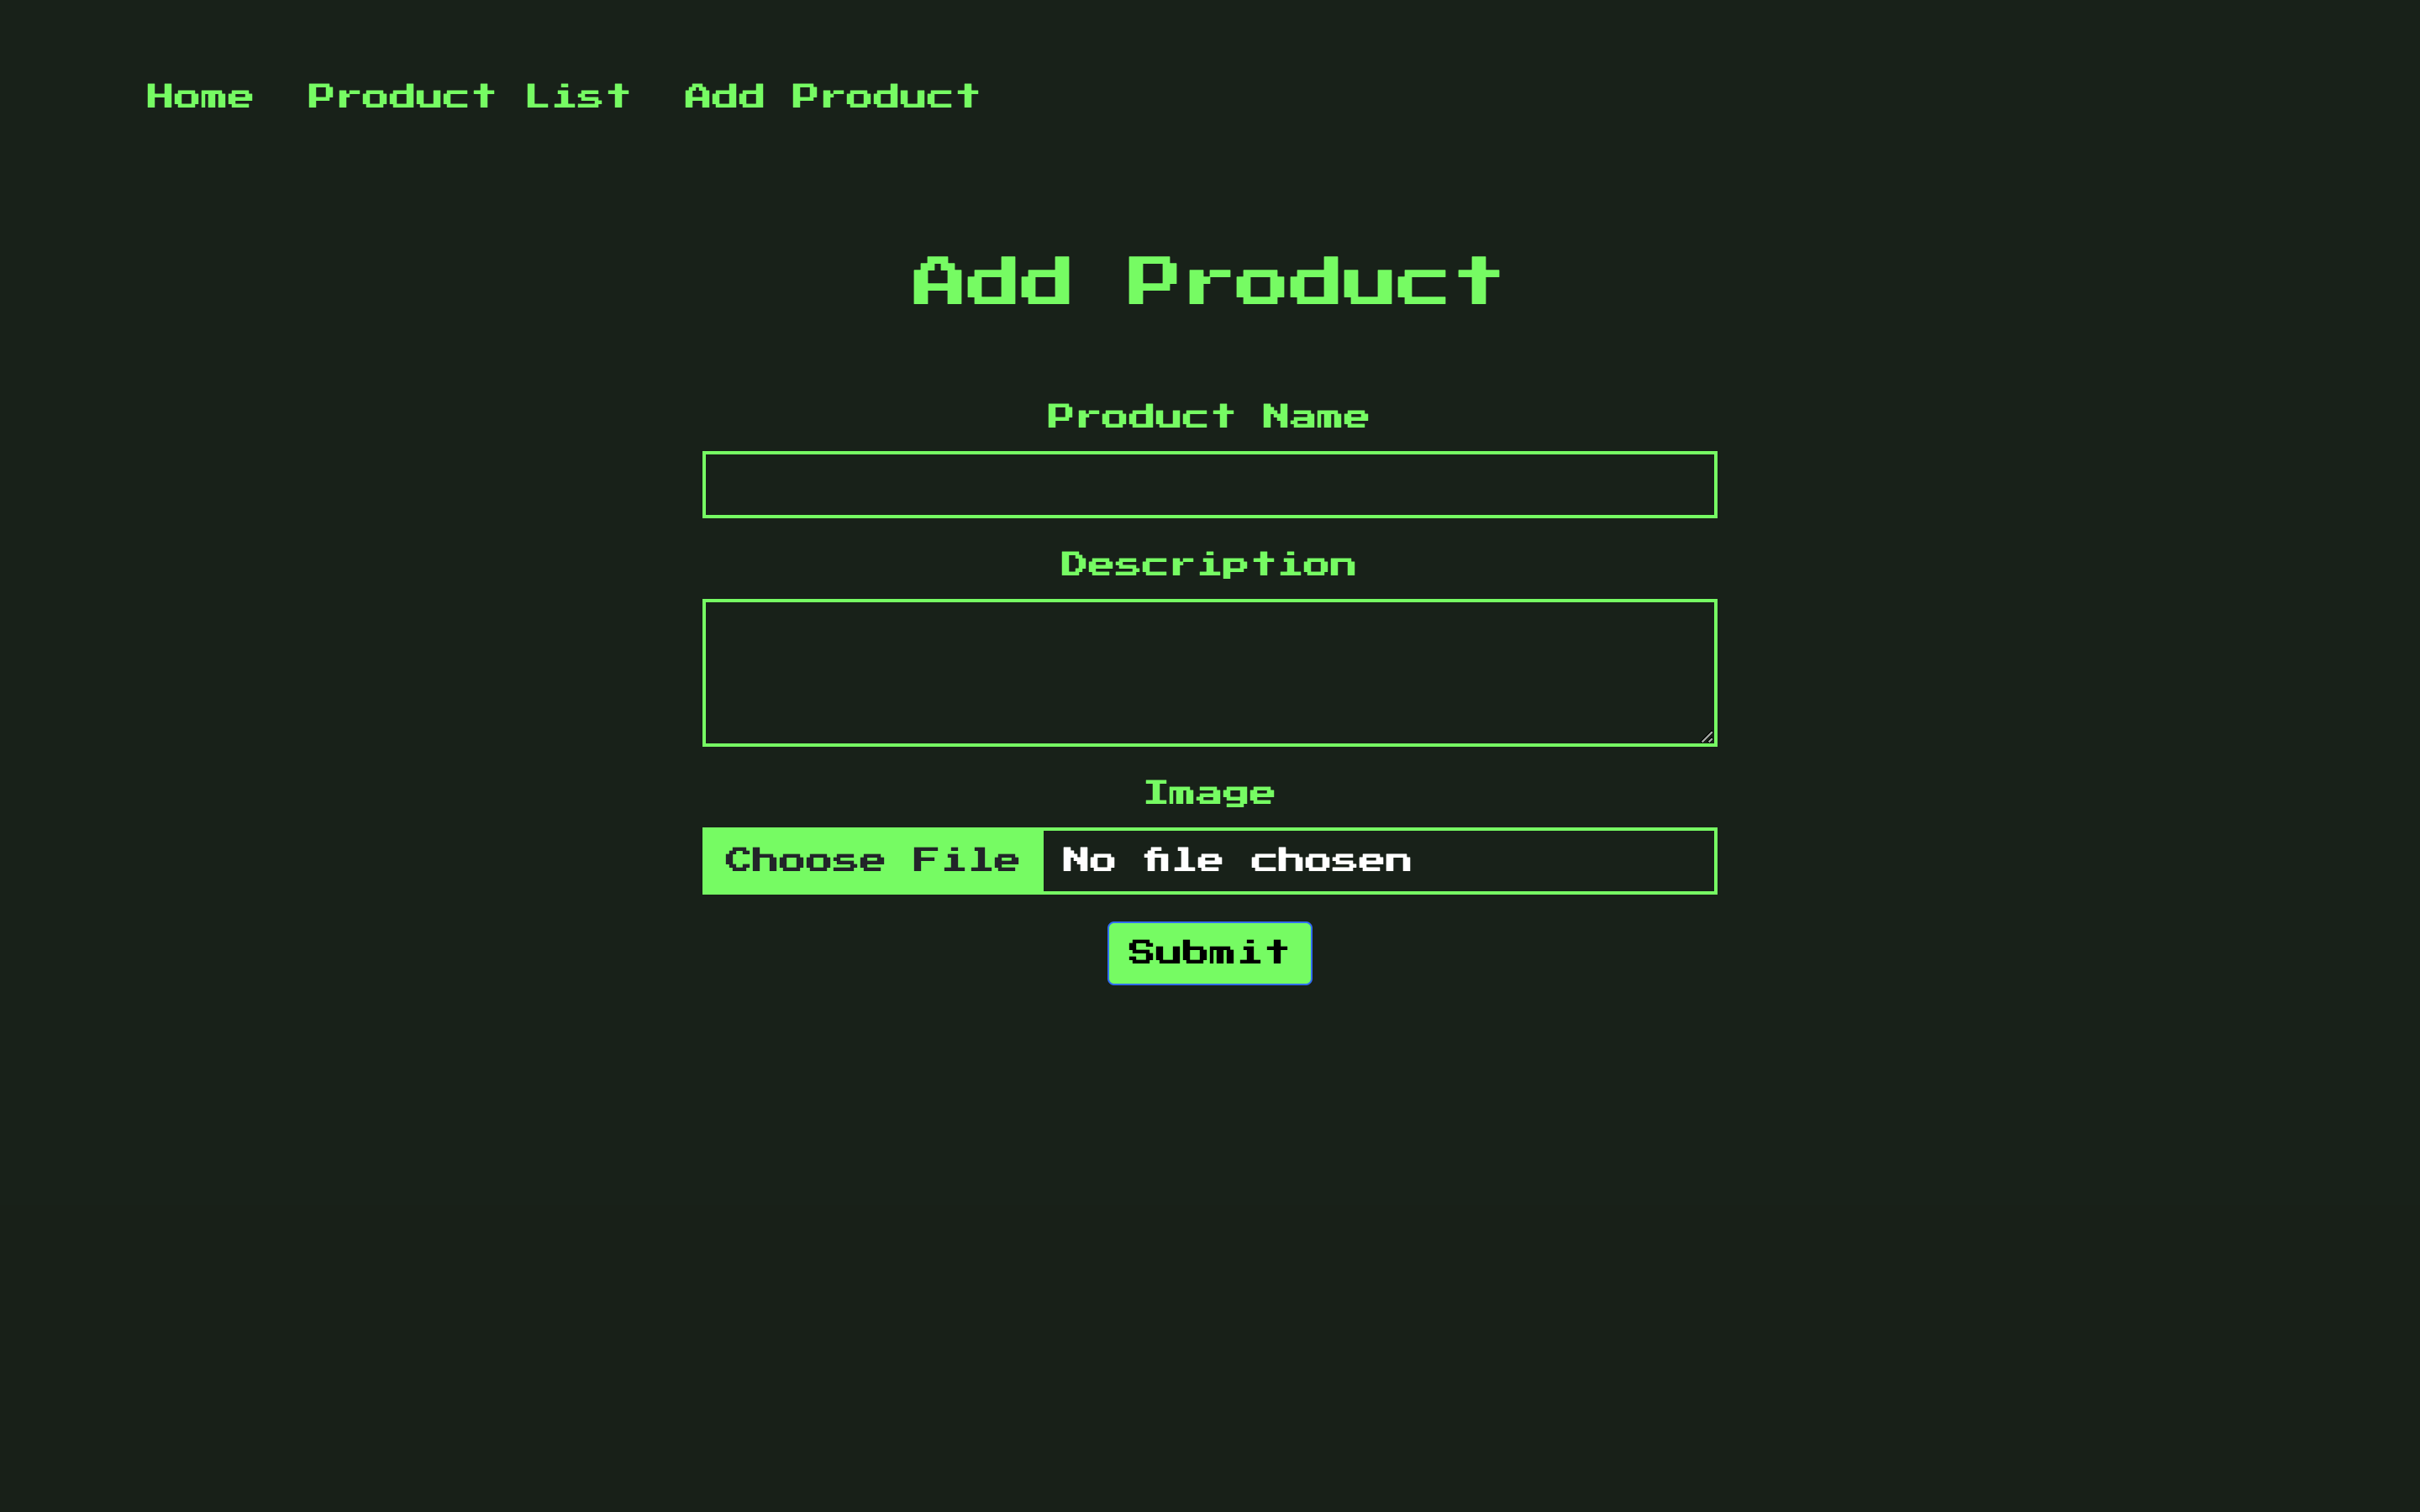 Home Product List Add Product
Add Product
Product Name
Description
Image
Choose File No file chosen
Submit